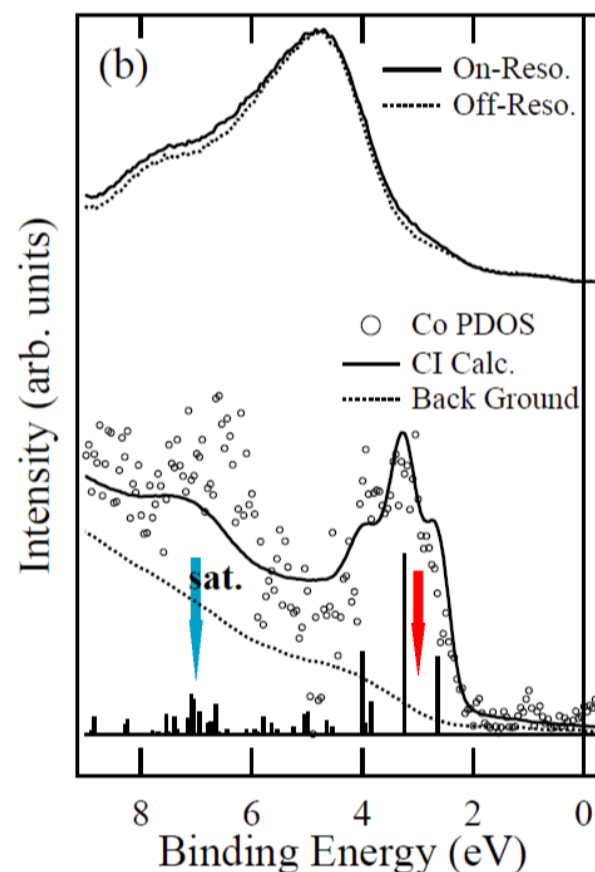 (b)
On-Reso.
Off-Reso.
Co PDOS
CI Calc.
Back Ground
sat.
Intensity (arb. units)
8 6 4 2 0
Binding Energy (eV)